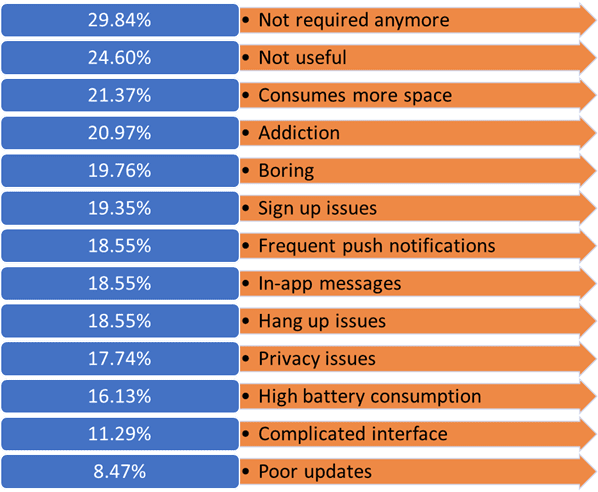 29.84% • Not required anymore
24.60% • Not useful
21.37% • Consumes more space
20.97% • Addiction
19.76% • Boring
19.35% • Sign up issues
18.55% • Frequent push notifications
18.55% • In-app messages
18.55% • Hang up issues
17.74% • Privacy issues
16.13% • High battery consumption
11.29% • Complicated interface
8.47% • Poor updates